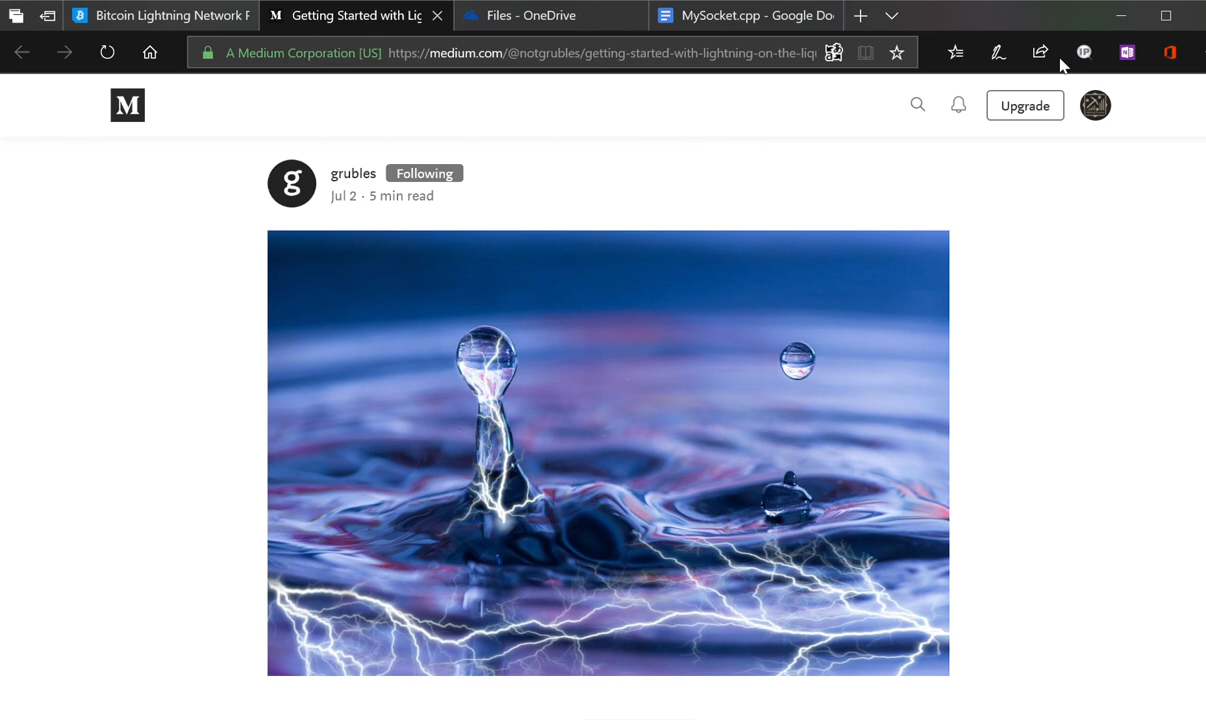 Bitcoin Lightning Network F
M Getting Started with Lig
Files - OneDrive
MySocket.cpp - Google Do
A Medium Corporation [US] https://medium.com/@notgrubles/getting-started-with-lightning-on-the-liq
IP
N
M
Upgrade
g
grubles Following
Jul 2 · 5 min read